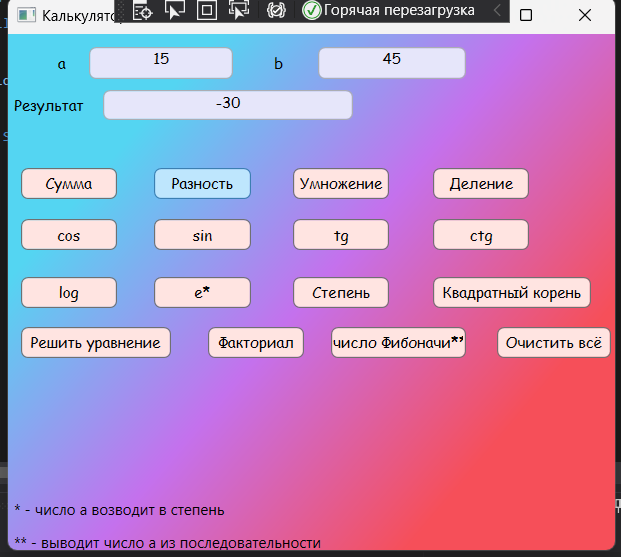 Калькулятор Горячая перезагрузка
a 15 b 45
Результат -30
Сумма Разность Умножение Деление
cos sin tg ctg
log e* Степень Квадратный корень
Решить уравнение Факториал число Фибоначи** Очистить всё
* - число a возводит в степень
** - выводит число a из последовательности